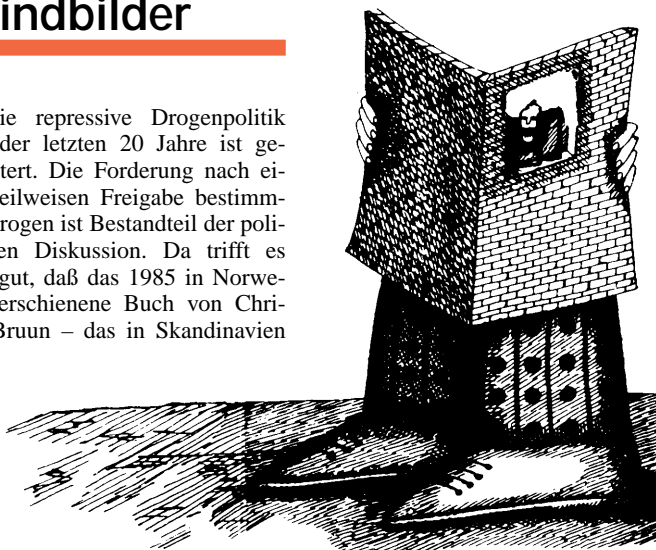 indbilder
ie repressive Drogenpolitik
der letzten 20 Jahre ist ge-
tert. Die Forderung nach ei-
eilweisen Freigabe bestimm-
rogen ist Bestandteil der poli-
en Diskussion. Da trifft es
gut, daß das 1985 in Norwe-
erschienene Buch von Chri-
Bruun – das in Skandinavien